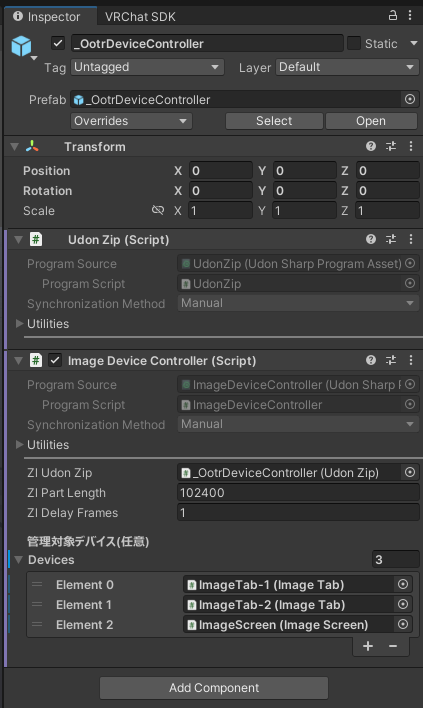 Inspector VRChat SDK
_OotrDeviceController Static
Tag Untagged Layer Default
Prefab _OotrDeviceController
Overrides Select Open
Transform
Position X 0 Y 0 Z 0
Rotation X 0 Y 0 Z 0
Scale X 1 Y 1 Z 1
# Udon Zip (Script)
Program Source UdonZip (Udon Sharp Program Asset)
Program Script # UdonZip
Synchronization Method Manual
Utilities
# Image Device Controller (Script)
Program Source ImageDeviceController (Udon Sharp
Program Script # ImageDeviceController
Synchronization Method Manual
Utilities
ZI Udon Zip # _OotrDeviceController (Udon Zip)
ZI Part Length 102400
ZI Delay Frames 1
管理対象デバイス(任意)
Devices 3
Element 0 # ImageTab-1 (Image Tab)
Element 1 # ImageTab-2 (Image Tab)
Element 2 # ImageScreen (Image Screen)
+ −
Add Component